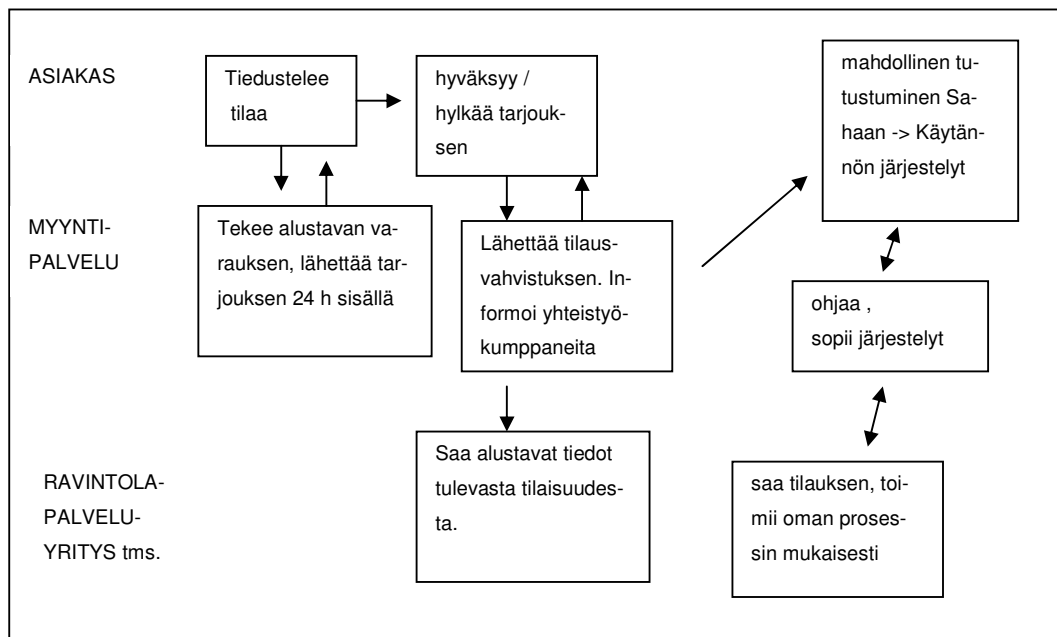 ASIAKAS
Tiedustelee
tilaa
hyväksyy /
hylkää tarjouk-
sen
mahdollinen tu-
tustuminen Sa-
haan -> Käytän-
nön järjestelyt
MYYNTI-
PALVELU
Tekee alustavan va-
rauksen, lähettää tar-
jouksen 24 h sisällä
Lähettää tilaus-
vahvistuksen. In-
formoi yhteistyö-
kumppaneita
ohjaa ,
sopii järjestelyt
RAVINTOLA-
PALVELU-
YRITYS tms.
Saa alustavat tiedot
tulevasta tilaisuudes-
ta.
saa tilauksen, toi-
mii oman proses-
sin mukaisesti